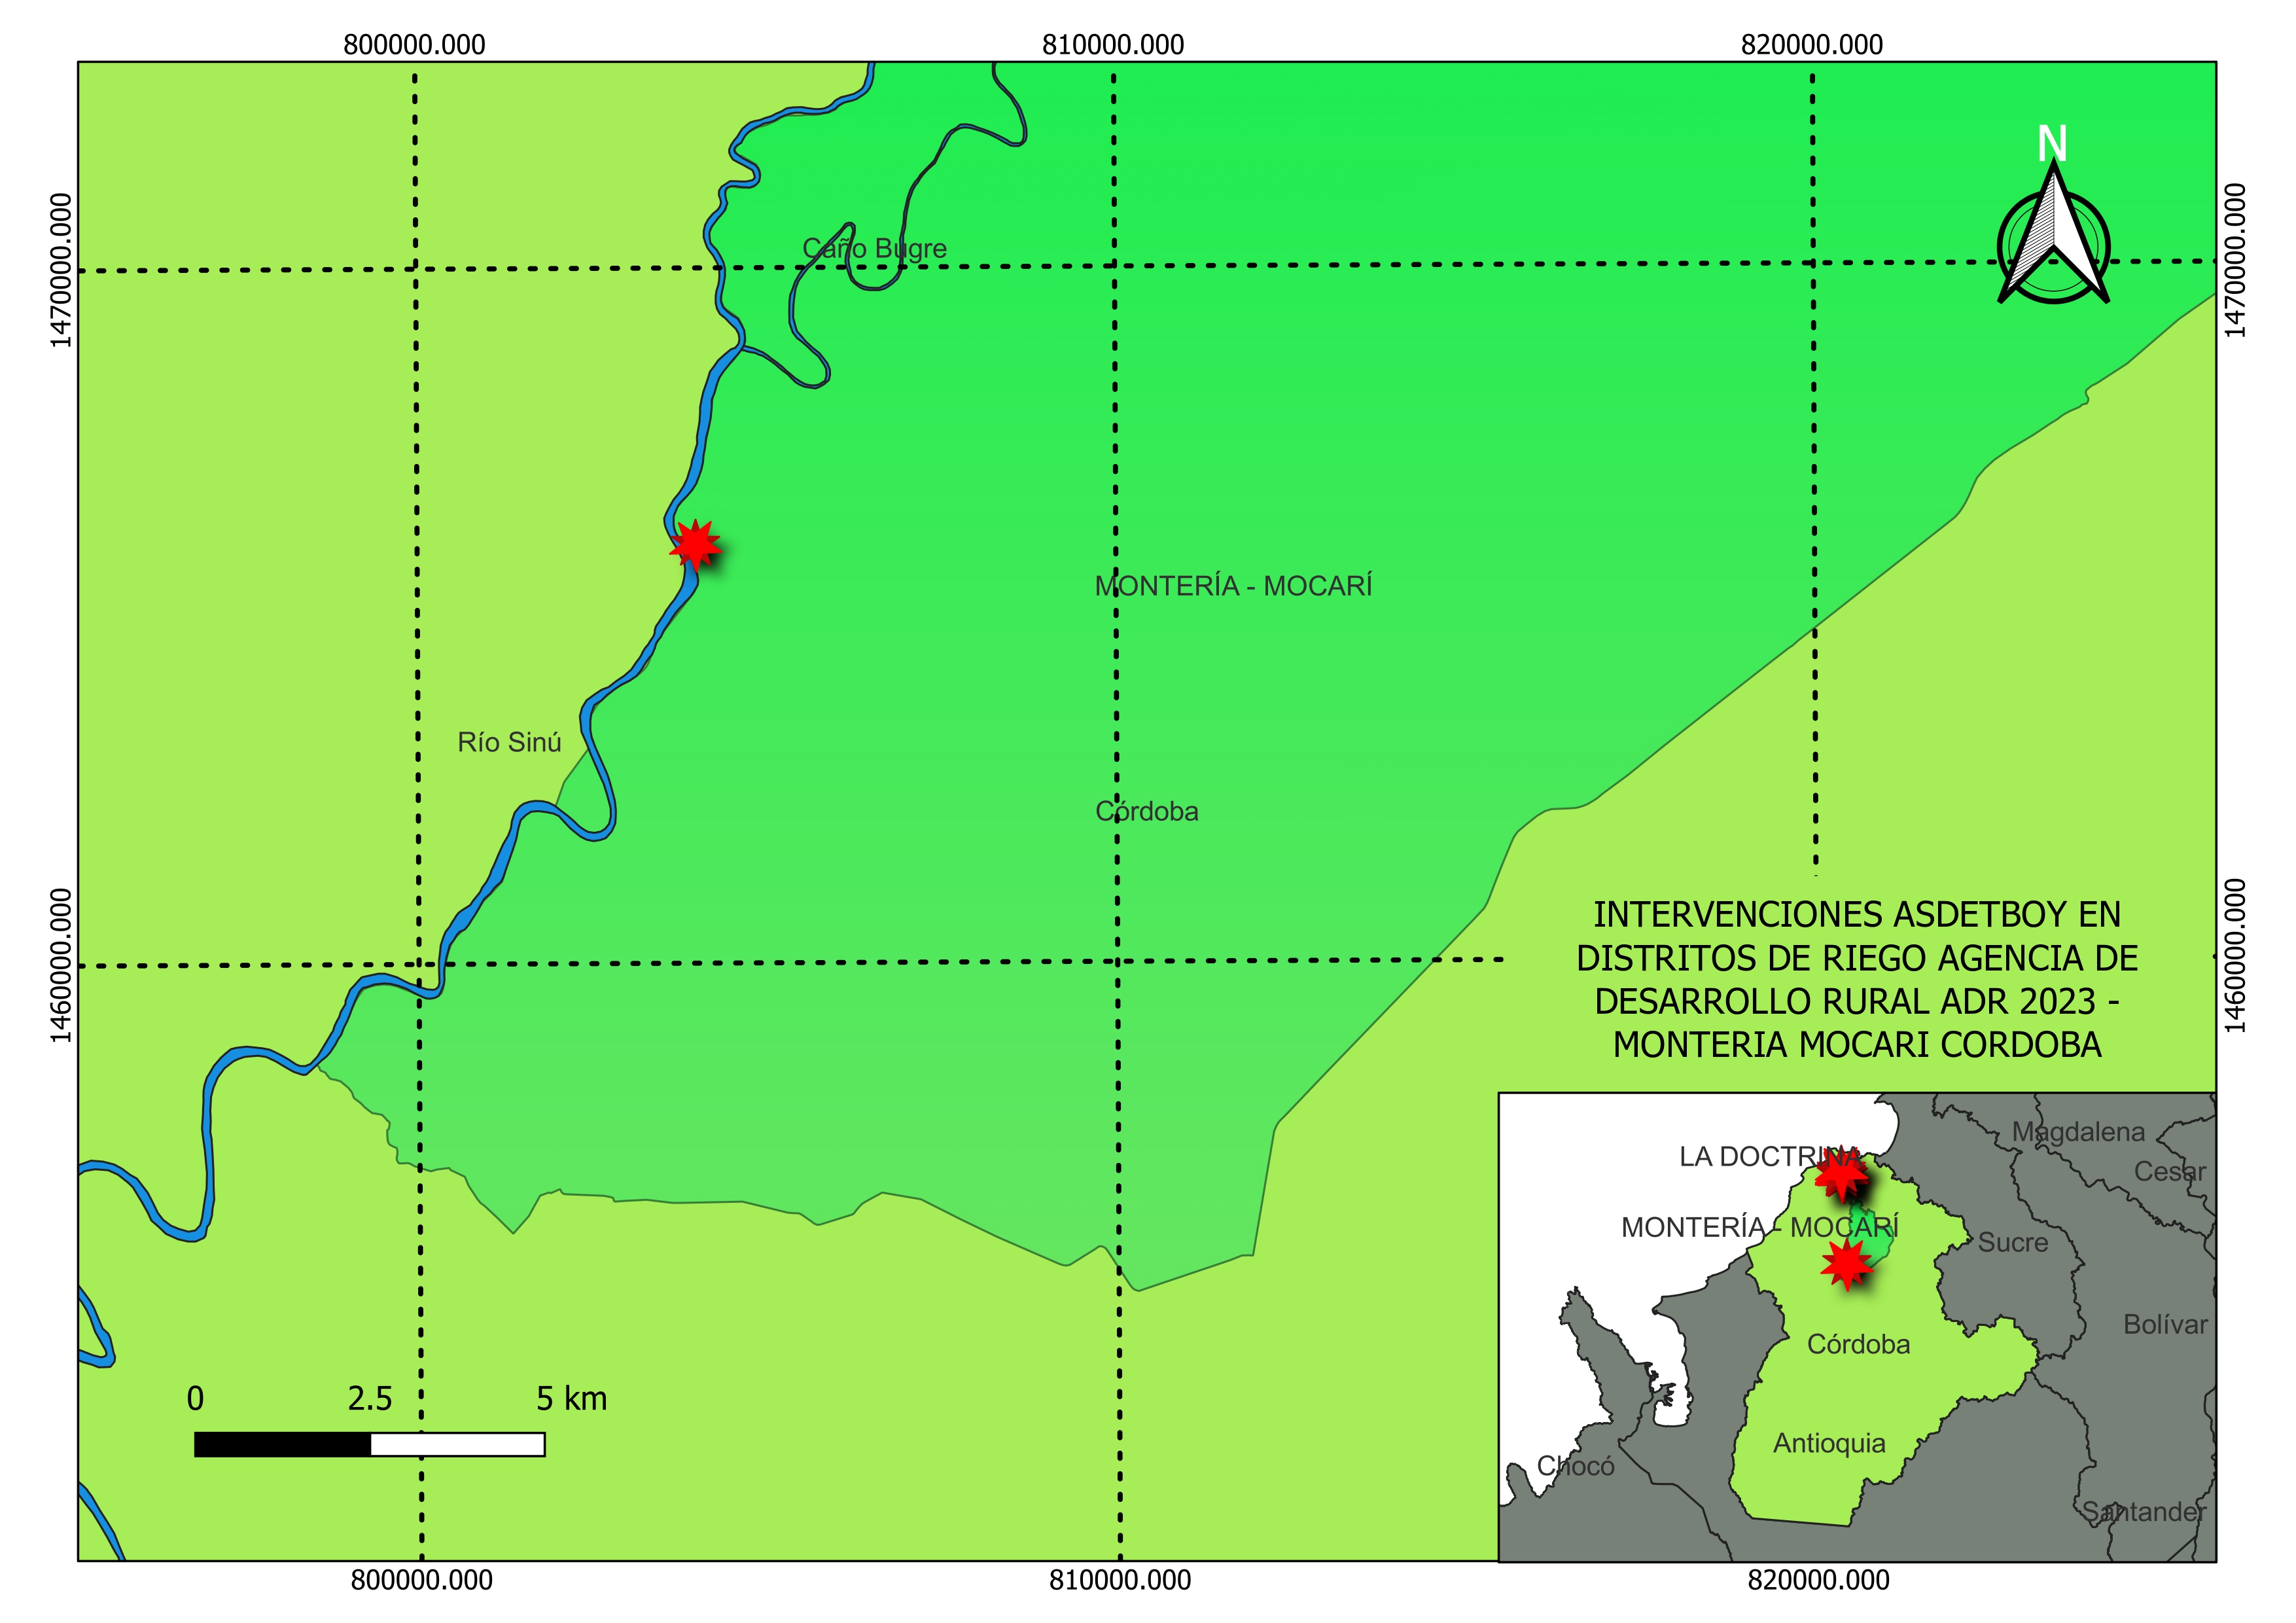 800000.000
810000.000
820000.000
N
1470000.000
1470000.000
Caño Bugre
MONTERÍA - MOCARÍ
Río Sinú
Córdoba
1460000.000
1460000.000
INTERVENCIONES ASDETBOY EN
DISTRITOS DE RIEGO AGENCIA DE
DESARROLLO RURAL ADR 2023 -
MONTERIA MOCARI CORDOBA
Magdalena
LA DOCTRINA
Cesar
MONTERÍA - MOCARÍ
Sucre
Bolívar
Córdoba
Antioquia
Chocó
Santander
0 2.5 5 km
800000.000
810000.000
820000.000